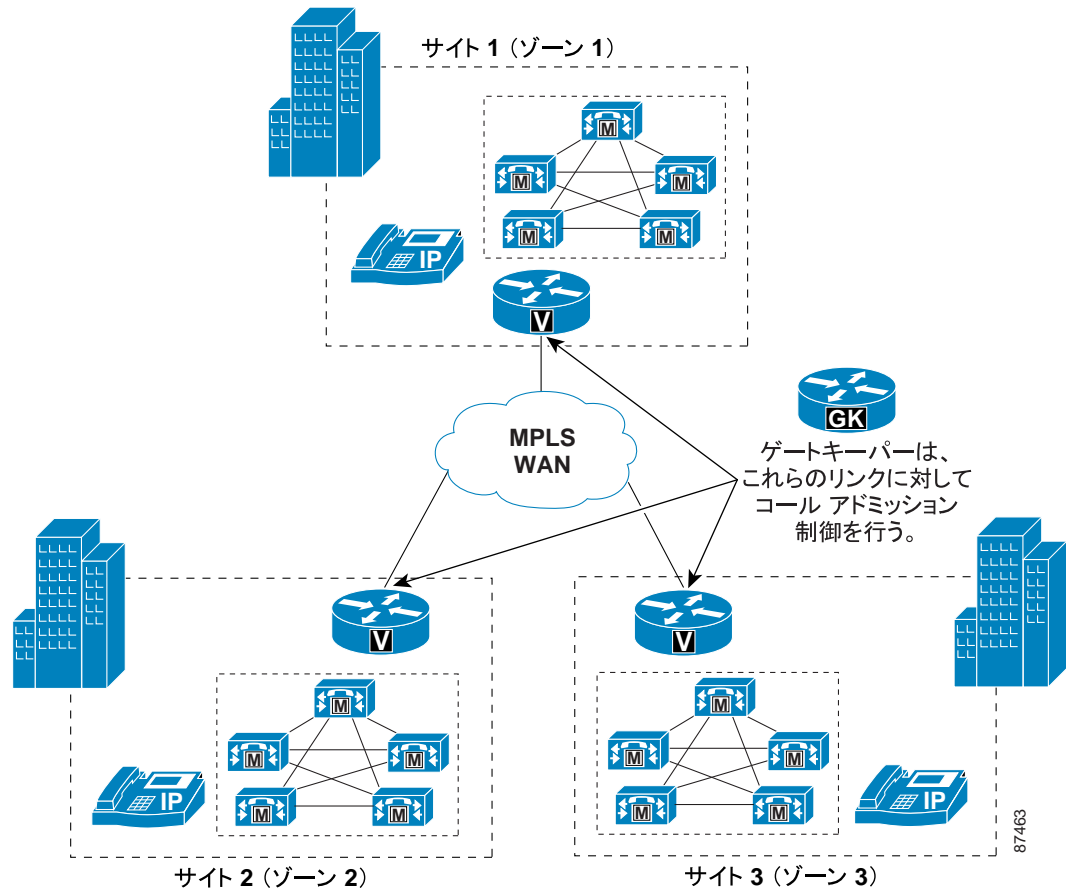 サイト 1（ゾーン 1）
M
M
M
M
M
IP
V
MPLS
WAN
GK
ゲートキーパーは、
これらのリンクに対して
コール アドミッション
制御を行う。
V
V
M
M
M
M
M
IP
M
M
M
M
M
IP
87463
サイト 2（ゾーン 2）
サイト 3（ゾーン 3）